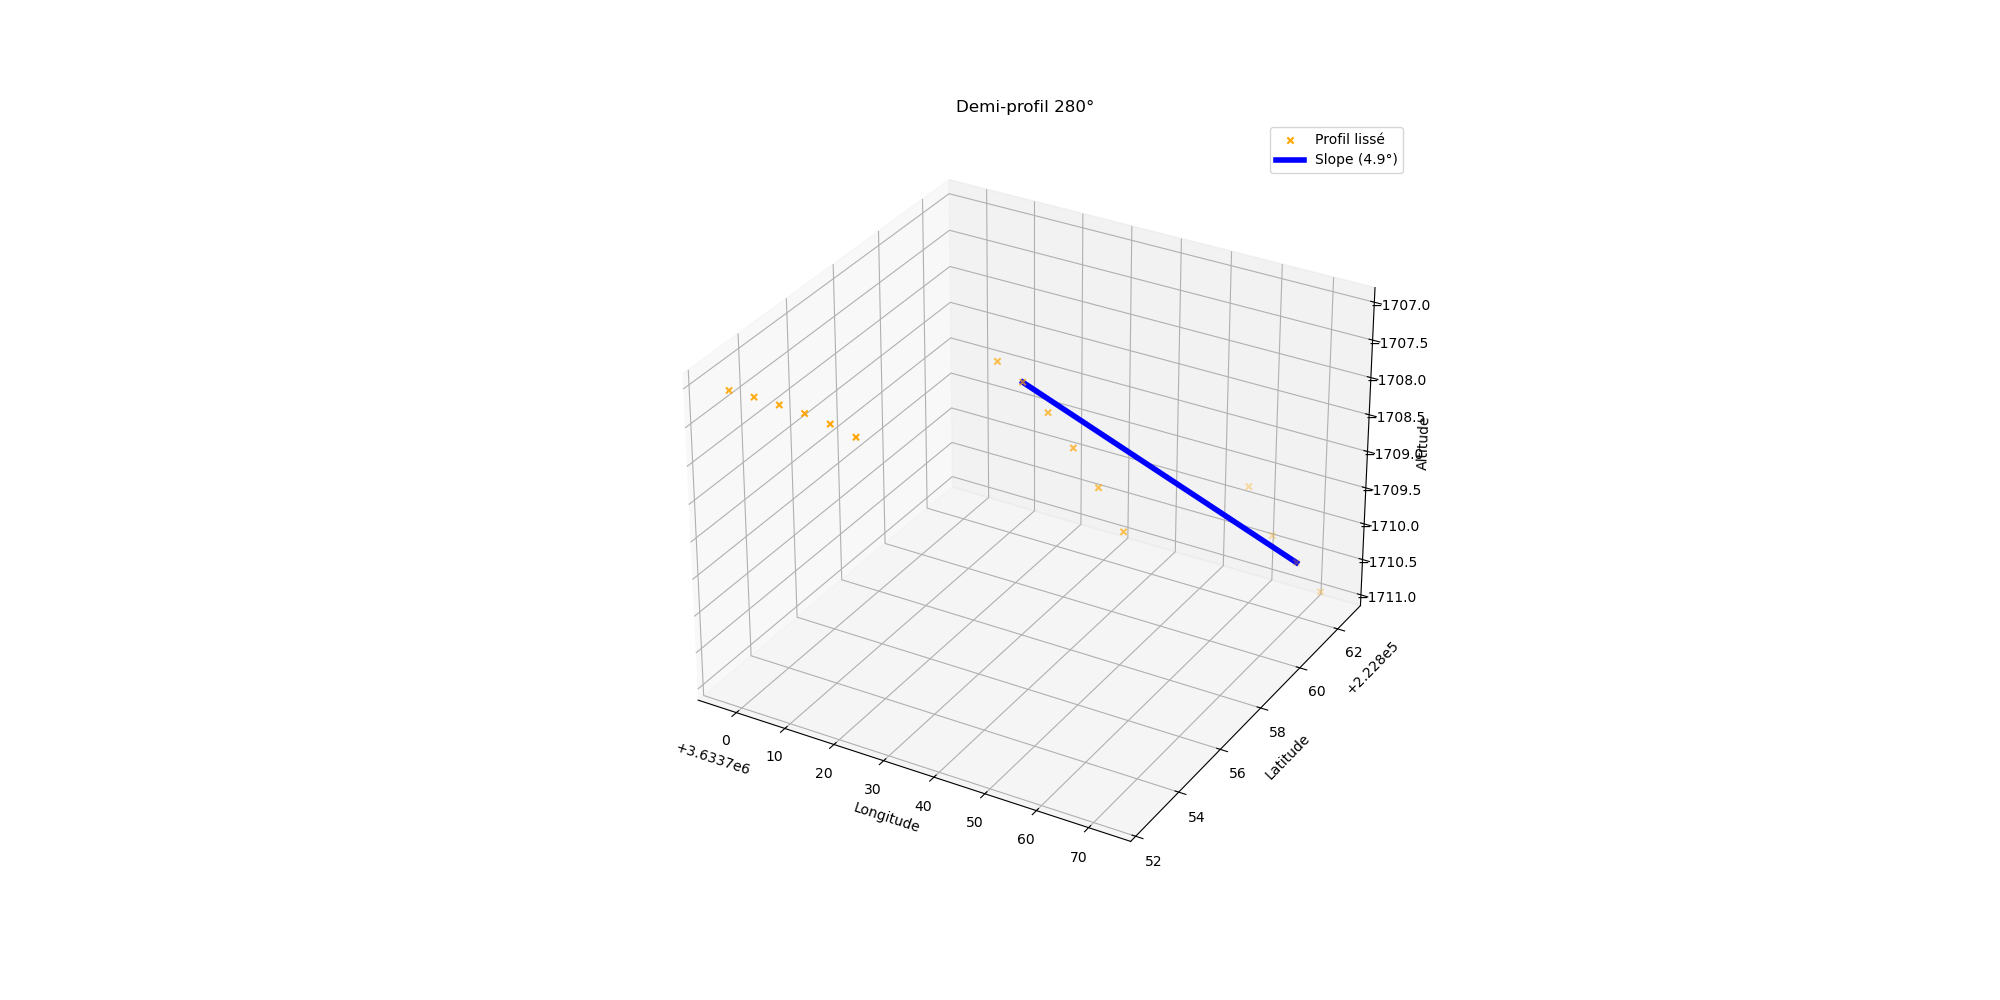 Demi-profil 280°
Profil lissé
Slope (4.9°)
−1707.0
−1707.5
−1708.0
−1708.5
−1709.0
−1709.5
−1710.0
−1710.5
−1711.0
Altitude
0
10
20
30
40
50
60
70
+3.6337e6
Longitude
52
54
56
58
60
62
+2.228e5
Latitude